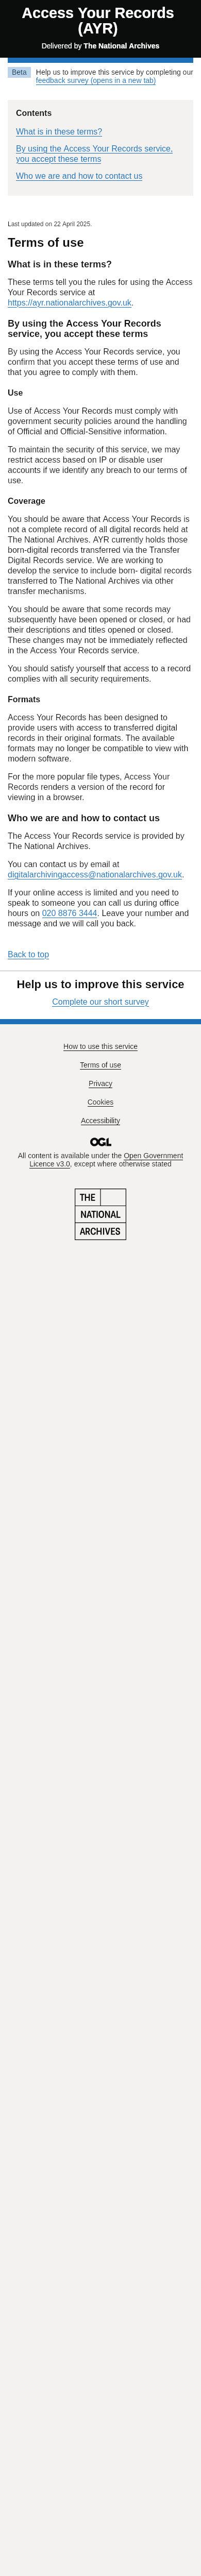 Access Your Records
(AYR)
Delivered by The National Archives
Beta
Help us to improve this service by completing our
feedback survey (opens in a new tab)
Contents
What is in these terms?
By using the Access Your Records service,
you accept these terms
Who we are and how to contact us
Last updated on 22 April 2025.
Terms of use
What is in these terms?
These terms tell you the rules for using the Access
Your Records service at
https://ayr.nationalarchives.gov.uk.
By using the Access Your Records
service, you accept these terms
By using the Access Your Records service, you
confirm that you accept these terms of use and
that you agree to comply with them.
Use
Use of Access Your Records must comply with
government security policies around the handling
of Official and Official-Sensitive information.
To maintain the security of this service, we may
restrict access based on IP or disable user
accounts if we identify any breach to our terms of
use.
Coverage
You should be aware that Access Your Records is
not a complete record of all digital records held at
The National Archives. AYR currently holds those
born-digital records transferred via the Transfer
Digital Records service. We are working to
develop the service to include born- digital records
transferred to The National Archives via other
transfer mechanisms.
You should be aware that some records may
subsequently have been opened or closed, or had
their descriptions and titles opened or closed.
These changes may not be immediately reflected
in the Access Your Records service.
You should satisfy yourself that access to a record
complies with all security requirements.
Formats
Access Your Records has been designed to
provide users with access to transferred digital
records in their original formats. The available
formats may no longer be compatible to view with
modern software.
For the more popular file types, Access Your
Records renders a version of the record for
viewing in a browser.
Who we are and how to contact us
The Access Your Records service is provided by
The National Archives.
You can contact us by email at
digitalarchivingaccess@nationalarchives.gov.uk.
If your online access is limited and you need to
speak to someone you can call us during office
hours on 020 8876 3444. Leave your number and
message and we will call you back.
Back to top
Help us to improve this service
Complete our short survey
How to use this service
Terms of use
Privacy
Cookies
Accessibility
OGL
All content is available under the Open Government
Licence v3.0, except where otherwise stated
THE
NATIONAL
ARCHIVES